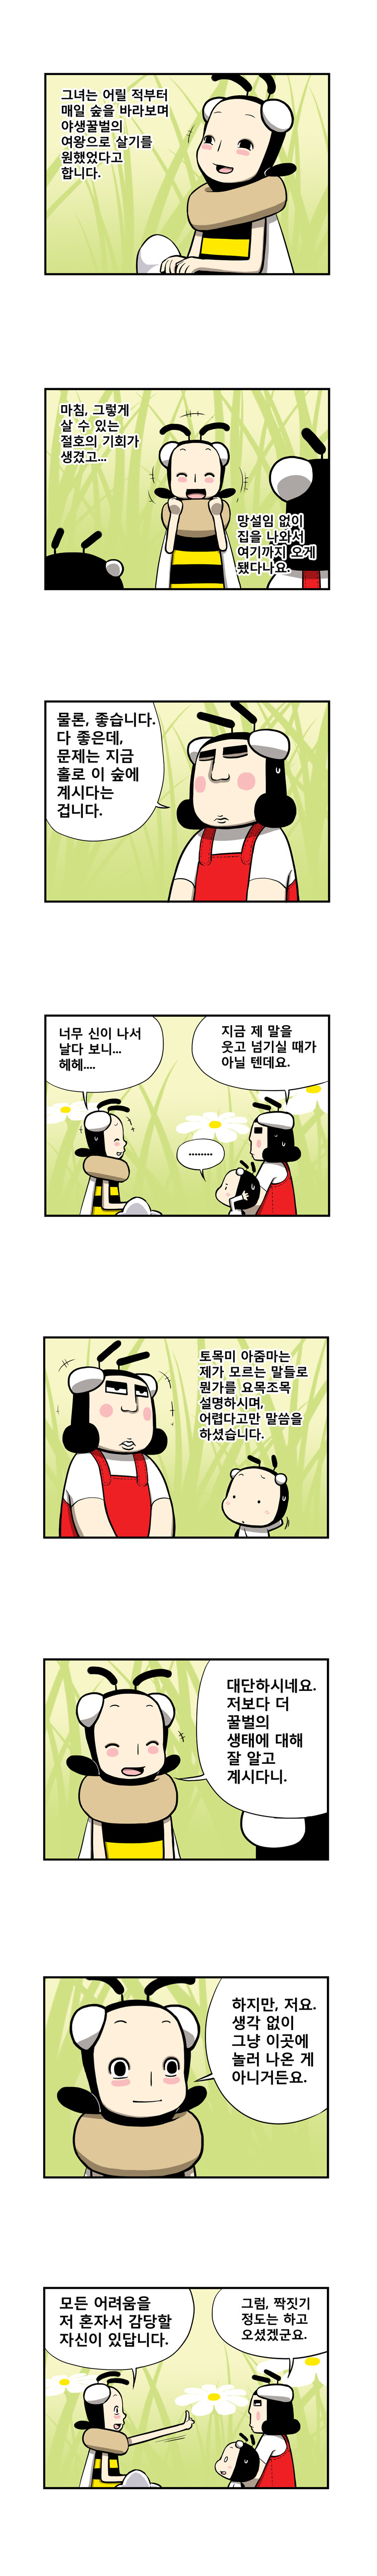 그녀는 어릴 적부터
매일 숲을 바라보며
야생꿀벌의
여왕으로 살기를
원했었다고
합니다.
마침, 그렇게
살 수 있는
절호의 기회가
생겼고...
망설임 없이
집을 나와서
여기까지 오게
됐다나요.
물론, 좋습니다.
다 좋은데,
문제는 지금
홀로 이 숲에
계시다는
겁니다.
너무 신이 나서
날다 보니...
헤헤....
지금 제 말을
웃고 넘기실 때가
아닐 텐데요.
........
토목미 아줌마는
제가 모르는 말들로
뭔가를 요목조목
설명하시며,
어렵다고만 말씀을
하셨습니다.
대단하시네요.
저보다 더
꿀벌의
생태에 대해
잘 알고
계시다니.
하지만, 저요.
생각 없이
그냥 이곳에
놀러 나온 게
아니거든요.
모든 어려움을
저 혼자서 감당할
자신이 있답니다.
그럼, 짝짓기
정도는 하고
오셨겠군요.